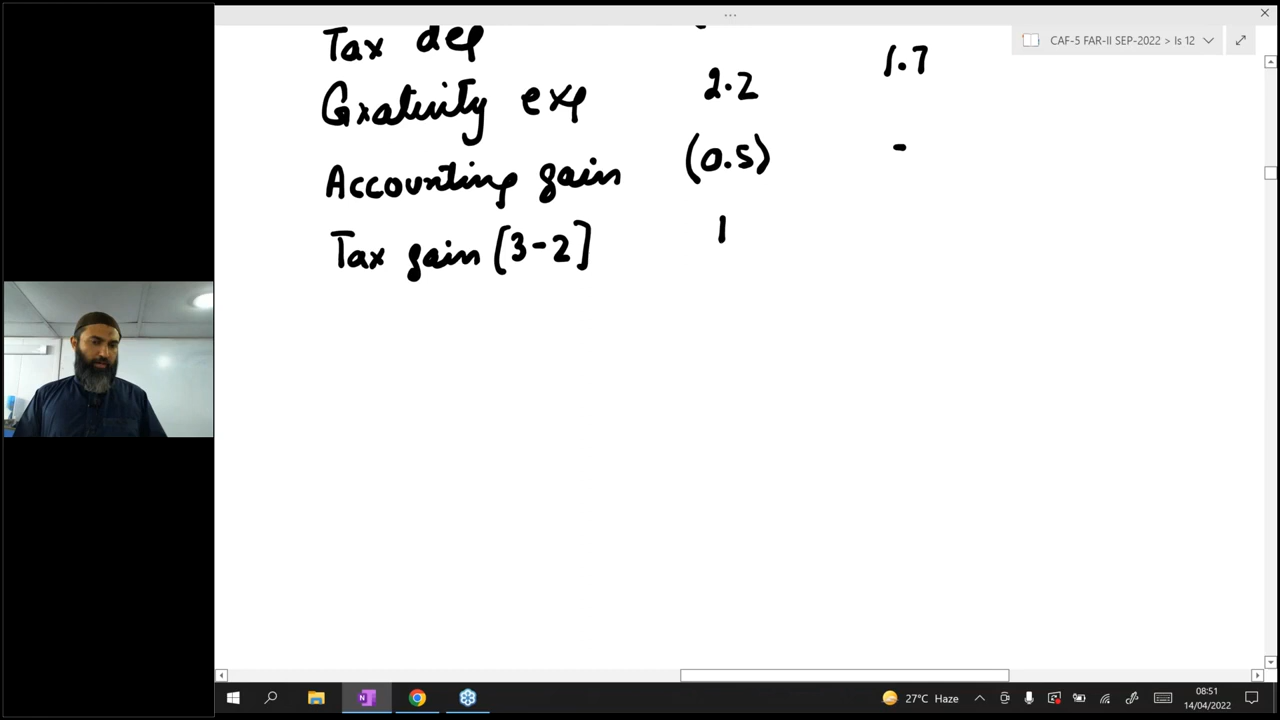 CAF-5 FAR-II SEP-2022 > Is 12
Tax dep
1.7
Gratuity exp 2.2
Accounting gain (0.5) -
Tax gain [3-2] 1
27°C Haze
08:51
14/04/2022